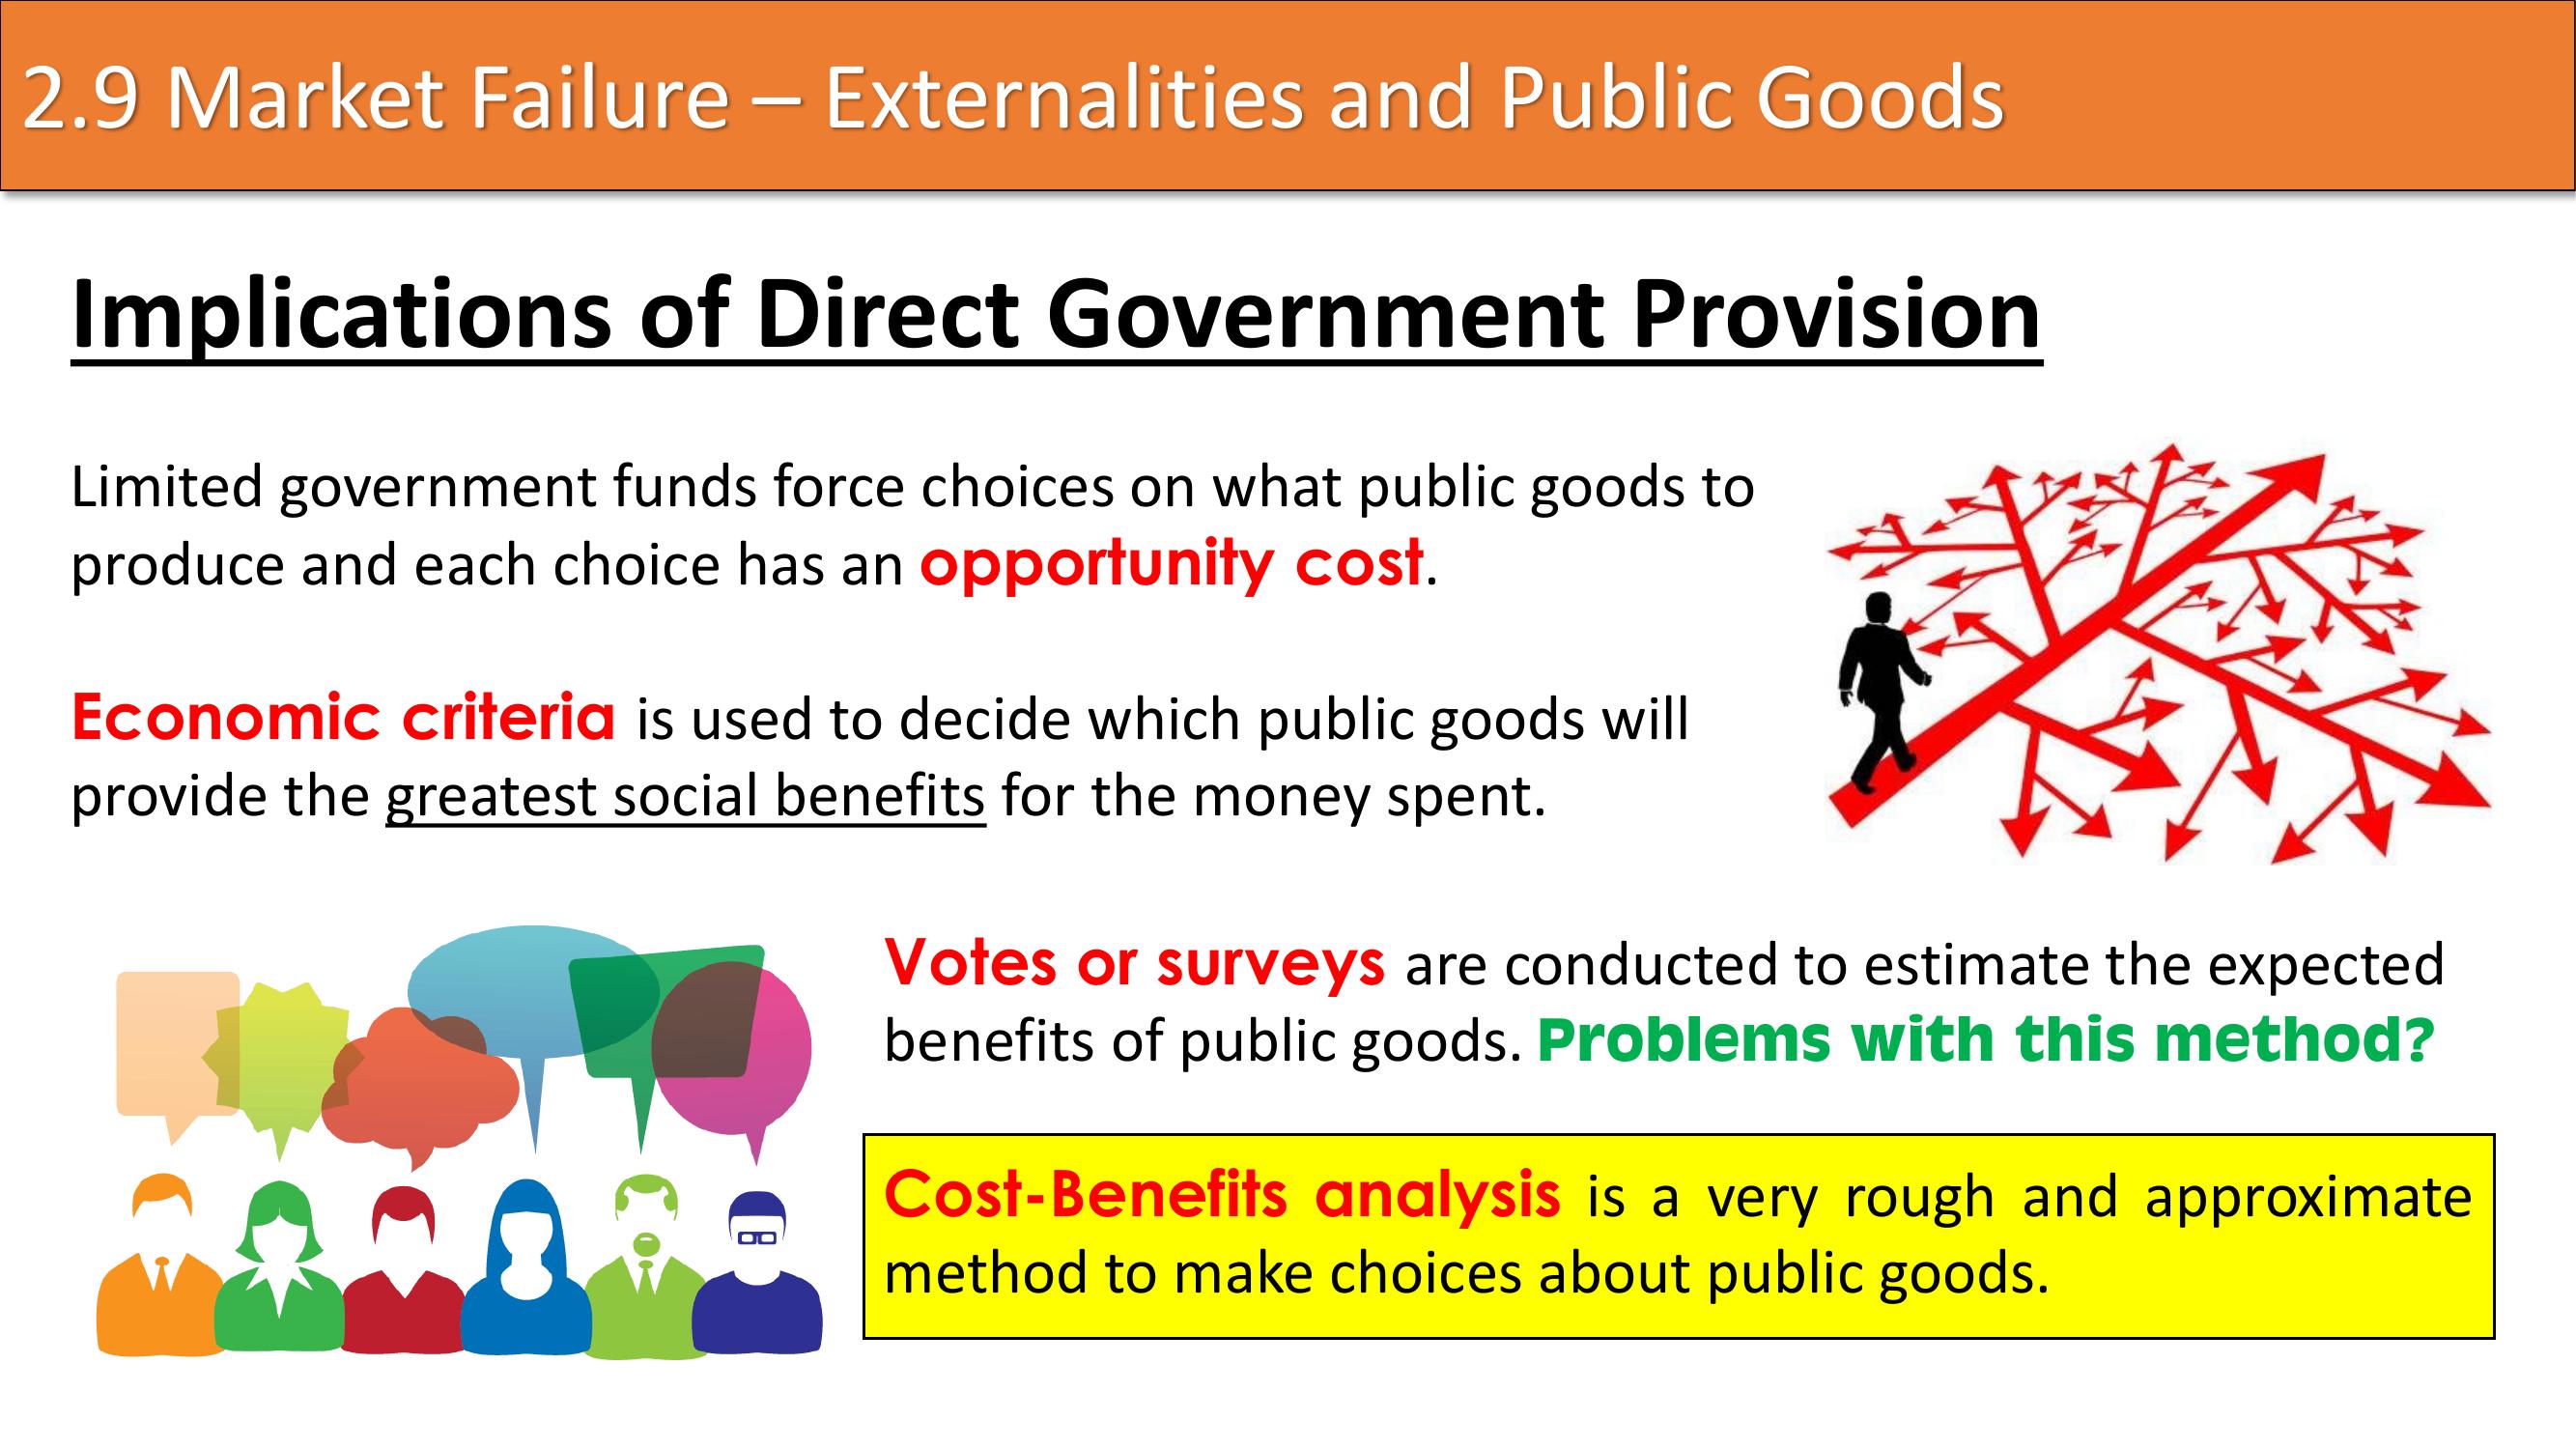 2.9 Market Failure – Externalities and Public Goods
Implications of Direct Government Provision
Limited government funds force choices on what public goods to
produce and each choice has an opportunity cost.
Economic criteria is used to decide which public goods will
provide the greatest social benefits for the money spent.
Votes or surveys are conducted to estimate the expected
benefits of public goods. Problems with this method?
Cost-Benefits analysis is a very rough and approximate
method to make choices about public goods.